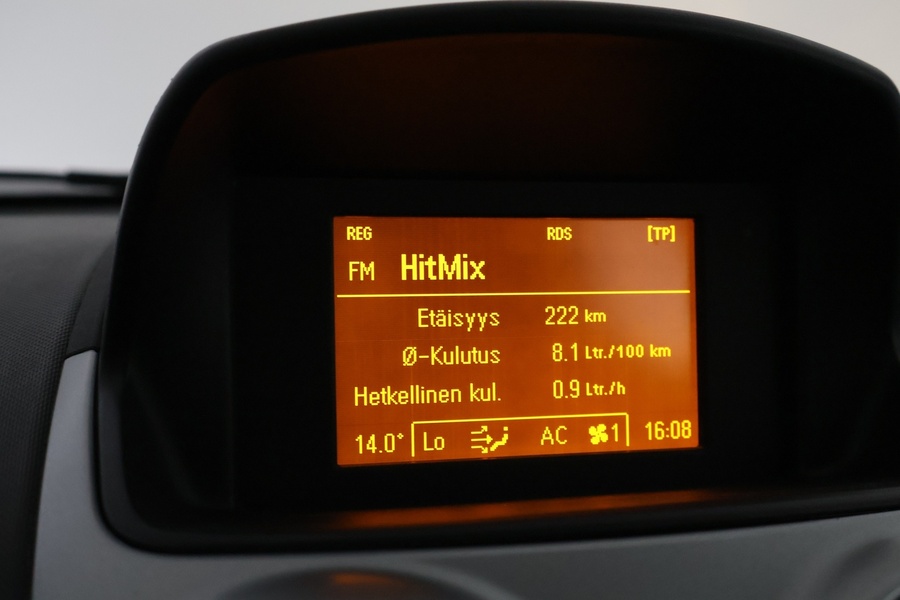 REG RDS [TP]
FM HitMix
Etäisyys 222 km
Ø-Kulutus 8.1 Ltr./100 km
Hetkellinen kul. 0.9 Ltr./h
14.0° Lo AC 1 16:08